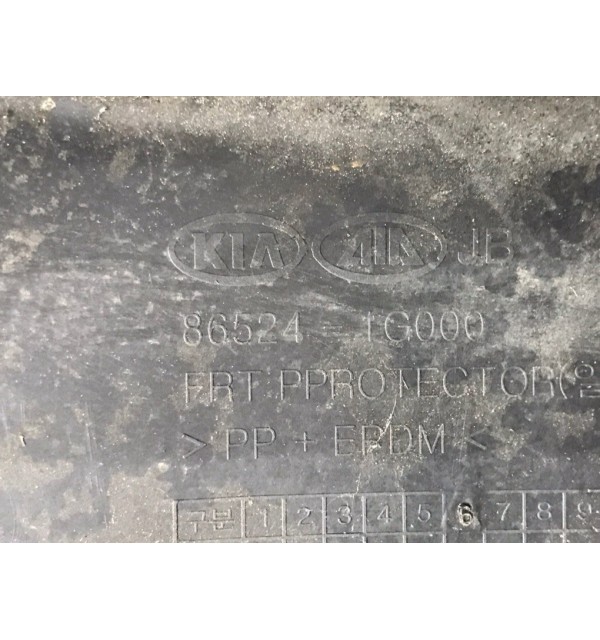 KIA KIA JB
86524-1G000
FRT PPROTECTOR(
> PP + EPDM <
구분 1 2 3 4 5 6 7 8 9